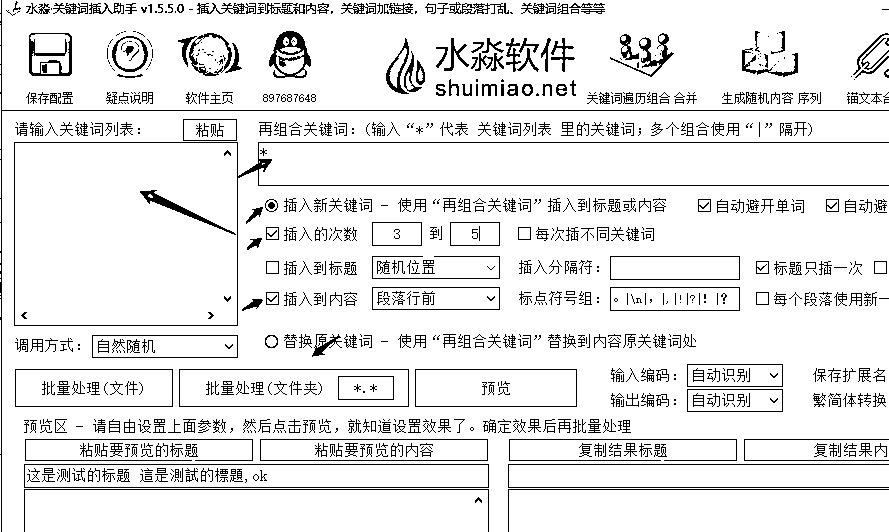 水淼·关键词插入助手 v1.5.5.0 - 插入关键词到标题和内容，关键词加链接，句子或段落打乱、关键词组合等等
水淼软件
shuimiao.net
保存配置 疑点说明 软件主页 897687648 关键词遍历组合 合并 生成随机内容 序列 锚文本合
请输入关键词列表： 粘贴 再组合关键词：(输入“*”代表 关键词列表 里的关键词；多个组合使用“|”隔开)
*
插入新关键词 - 使用“再组合关键词”插入到标题或内容 自动避开单词 自动避
插入的次数 3 到 5 每次插不同关键词
插入到标题 随机位置 插入分隔符： 标题只插一次
插入到内容 段落行前 标点符号组： 。|\n|，|,|!|?|！|？ 每个段落使用新一
调用方式： 自然随机 替换原关键词 - 使用“再组合关键词”替换到内容原关键词处
批量处理(文件) 批量处理(文件夹) *.* 预览 输入编码： 自动识别 保存扩展名
输出编码： 自动识别 繁简体转换
预览区 - 请自由设置上面参数，然后点击预览，就知道设置效果了。确定效果后再批量处理
粘贴要预览的标题 粘贴要预览的内容 复制结果标题 复制结果内
这是测试的标题 這是測試的標題,ok